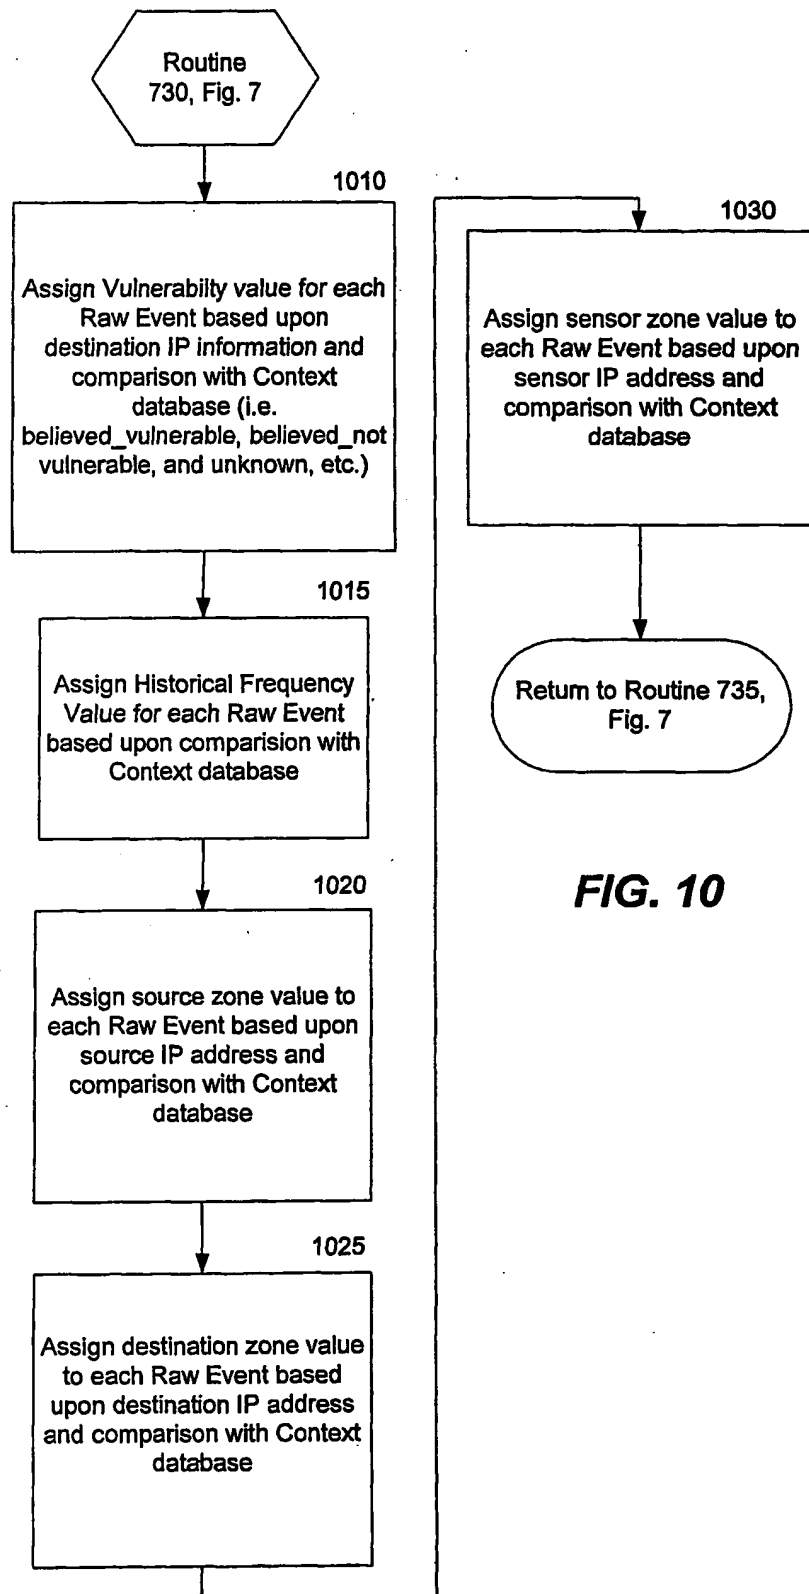 Routine
730, Fig. 7
1010
Assign Vulnerabilty value for each
Raw Event based upon
destination IP information and
comparison with Context
database (i.e.
believed_vulnerable, believed_not
vulnerable, and unknown, etc.)
1015
Assign Historical Frequency
Value for each Raw Event
based upon comparision with
Context database
1020
Assign source zone value to
each Raw Event based upon
source IP address and
comparison with Context
database
1025
Assign destination zone value
to each Raw Event based
upon destination IP address
and comparison with Context
database
1030
Assign sensor zone value to
each Raw Event based upon
sensor IP address and
comparison with Context
database
Return to Routine 735,
Fig. 7
FIG. 10